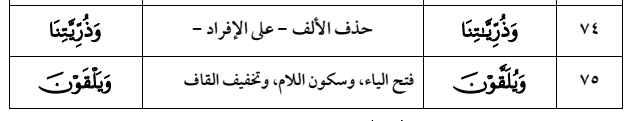 ٧٤ وَذُرِّيَّـٰتِنَا حذف الألف – على الإفراد – وَذُرِّيَّتِنَا
٧٥ وَيُلَقَّوْنَ فتح الياء، وسكون اللام، وتخفيف القاف وَيَلْقَوْنَ